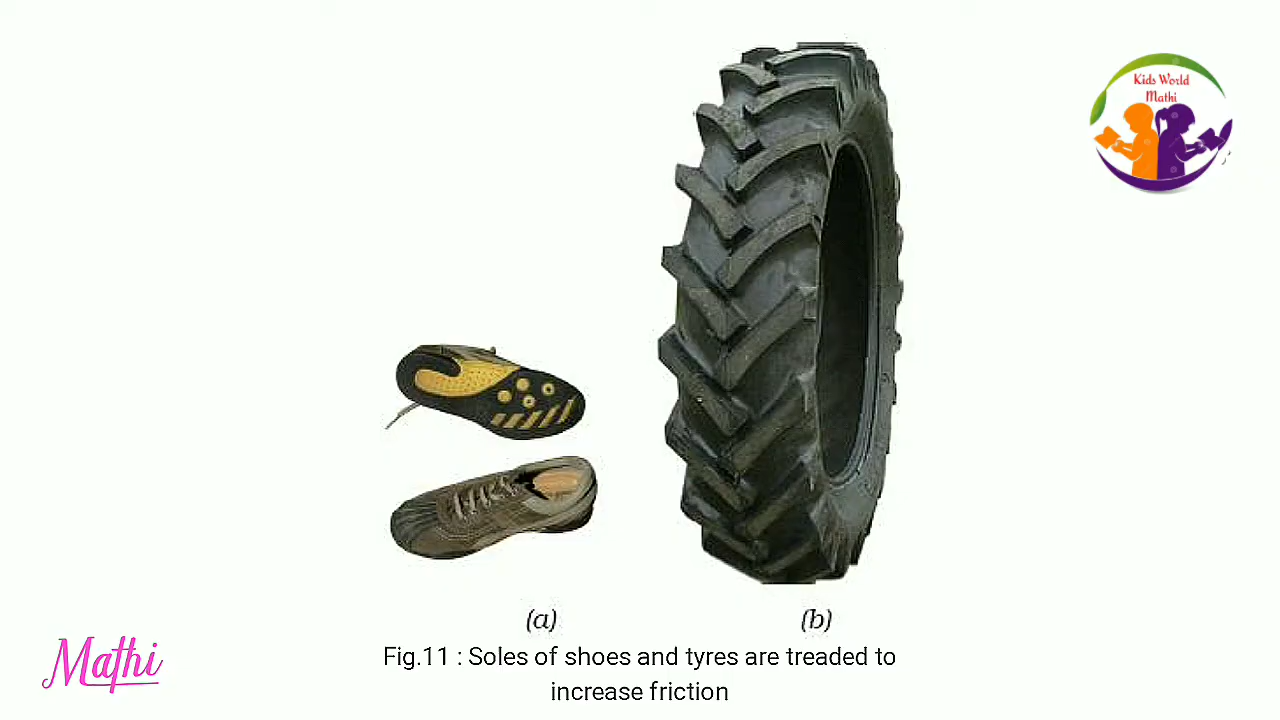 Kids World
Mathi
(a)
(b)
Mathi
Fig.11 : Soles of shoes and tyres are treaded to
increase friction